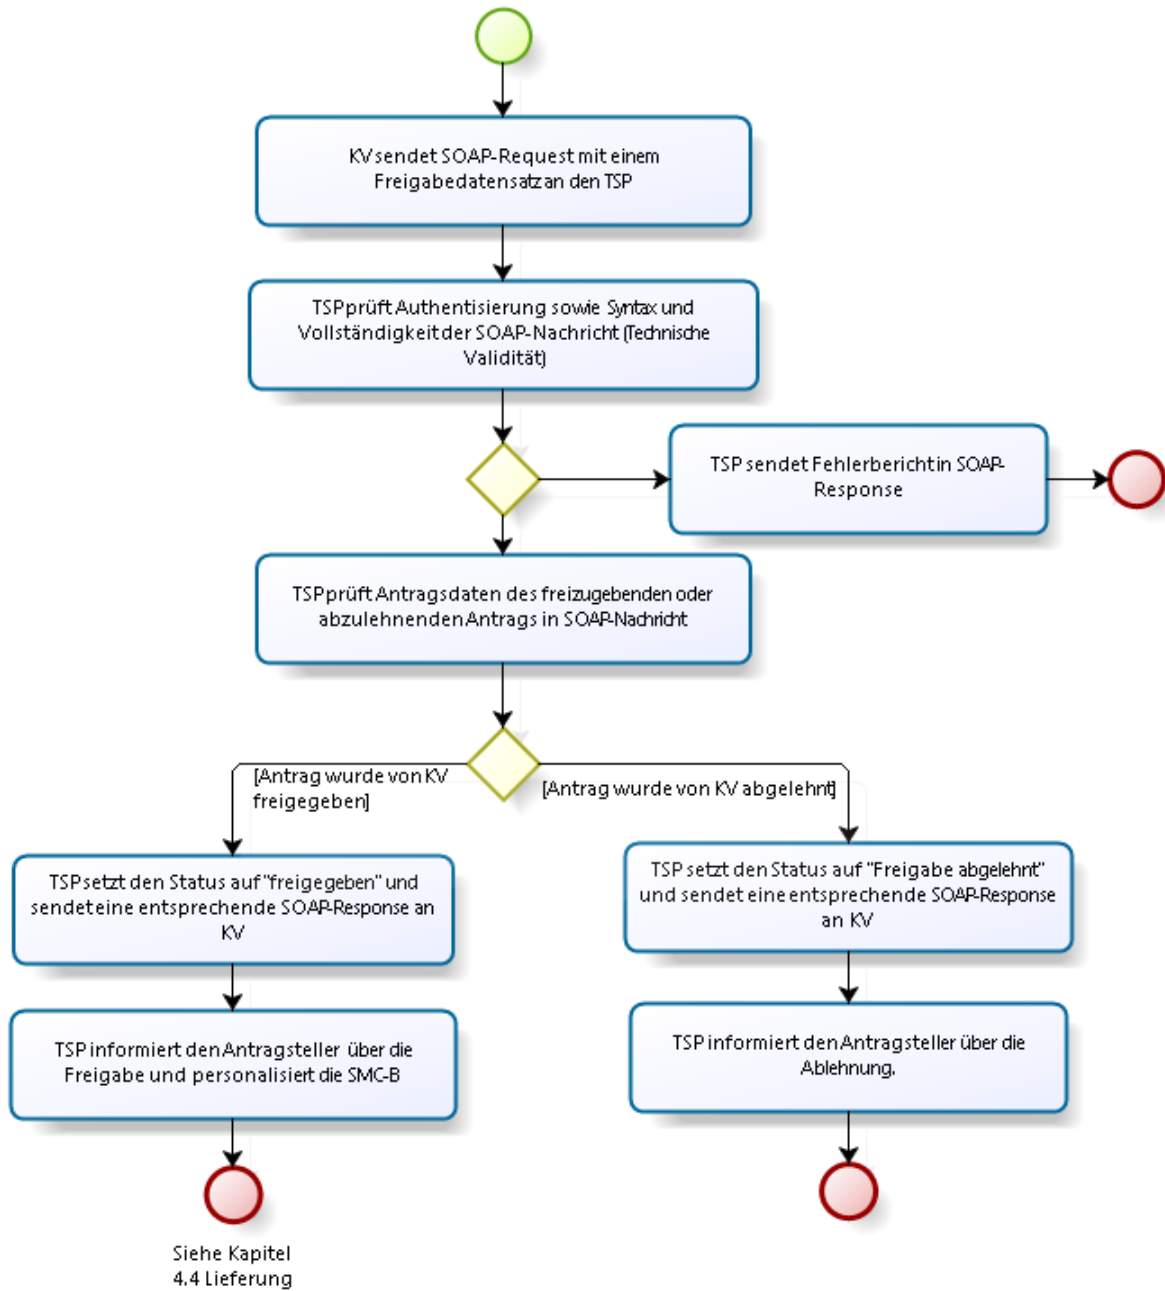 KV sendet SOAP-Request mit einem
Freigabedatensatz an den TSP
TSP prüft Authentisierung sowie Syntax und
Vollständigkeit der SOAP-Nachricht (Technische
Validität)
TSP sendet Fehlerbericht in SOAP-
Response
TSP prüft Antragsdaten des freizugebenden oder
abzulehnenden Antrags in SOAP-Nachricht
[Antrag wurde von KV
freigegeben]
[Antrag wurde von KV abgelehnt]
TSP setzt den Status auf "freigegeben" und
sendet eine entsprechende SOAP-Response an
KV
TSP setzt den Status auf "Freigabe abgelehnt"
und sendet eine entsprechende SOAP-Response
an KV
TSP informiert den Antragsteller über die
Freigabe und personalisiert die SMC-B
TSP informiert den Antragsteller über die
Ablehnung.
Siehe Kapitel
4.4 Lieferung